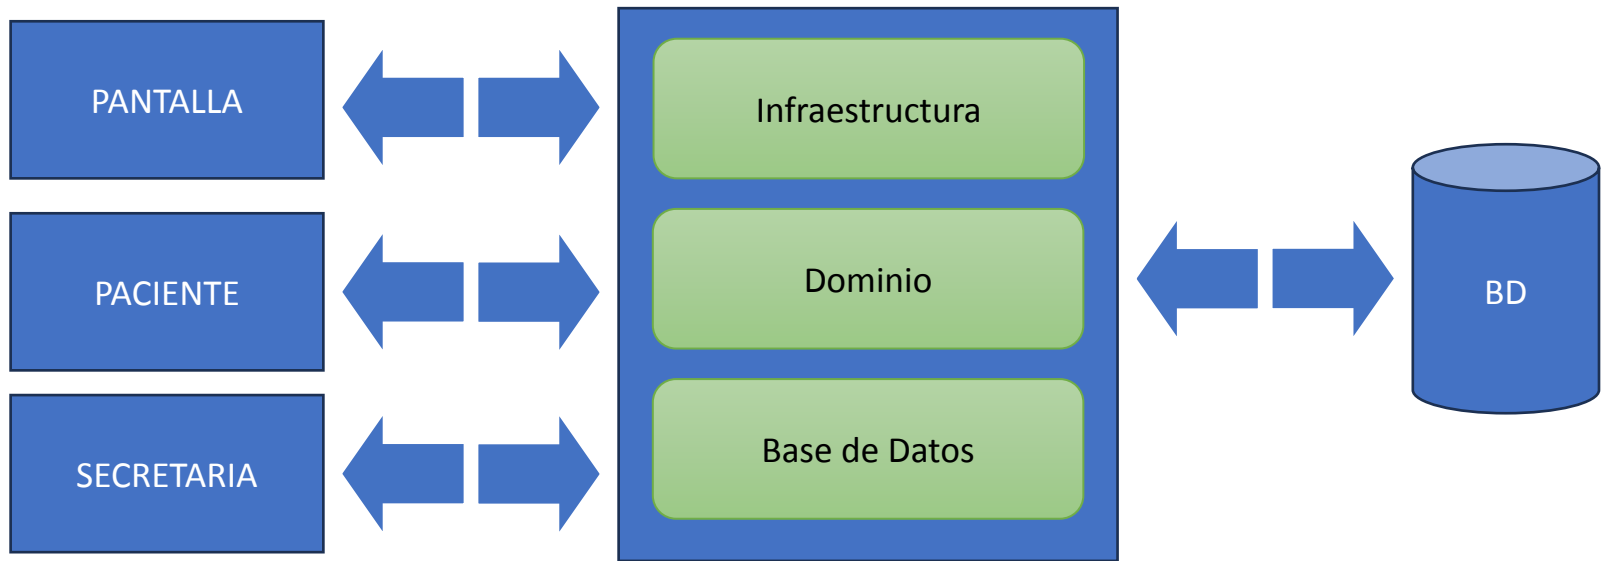 PANTALLA
PACIENTE
SECRETARIA
Infraestructura
Dominio
Base de Datos
BD